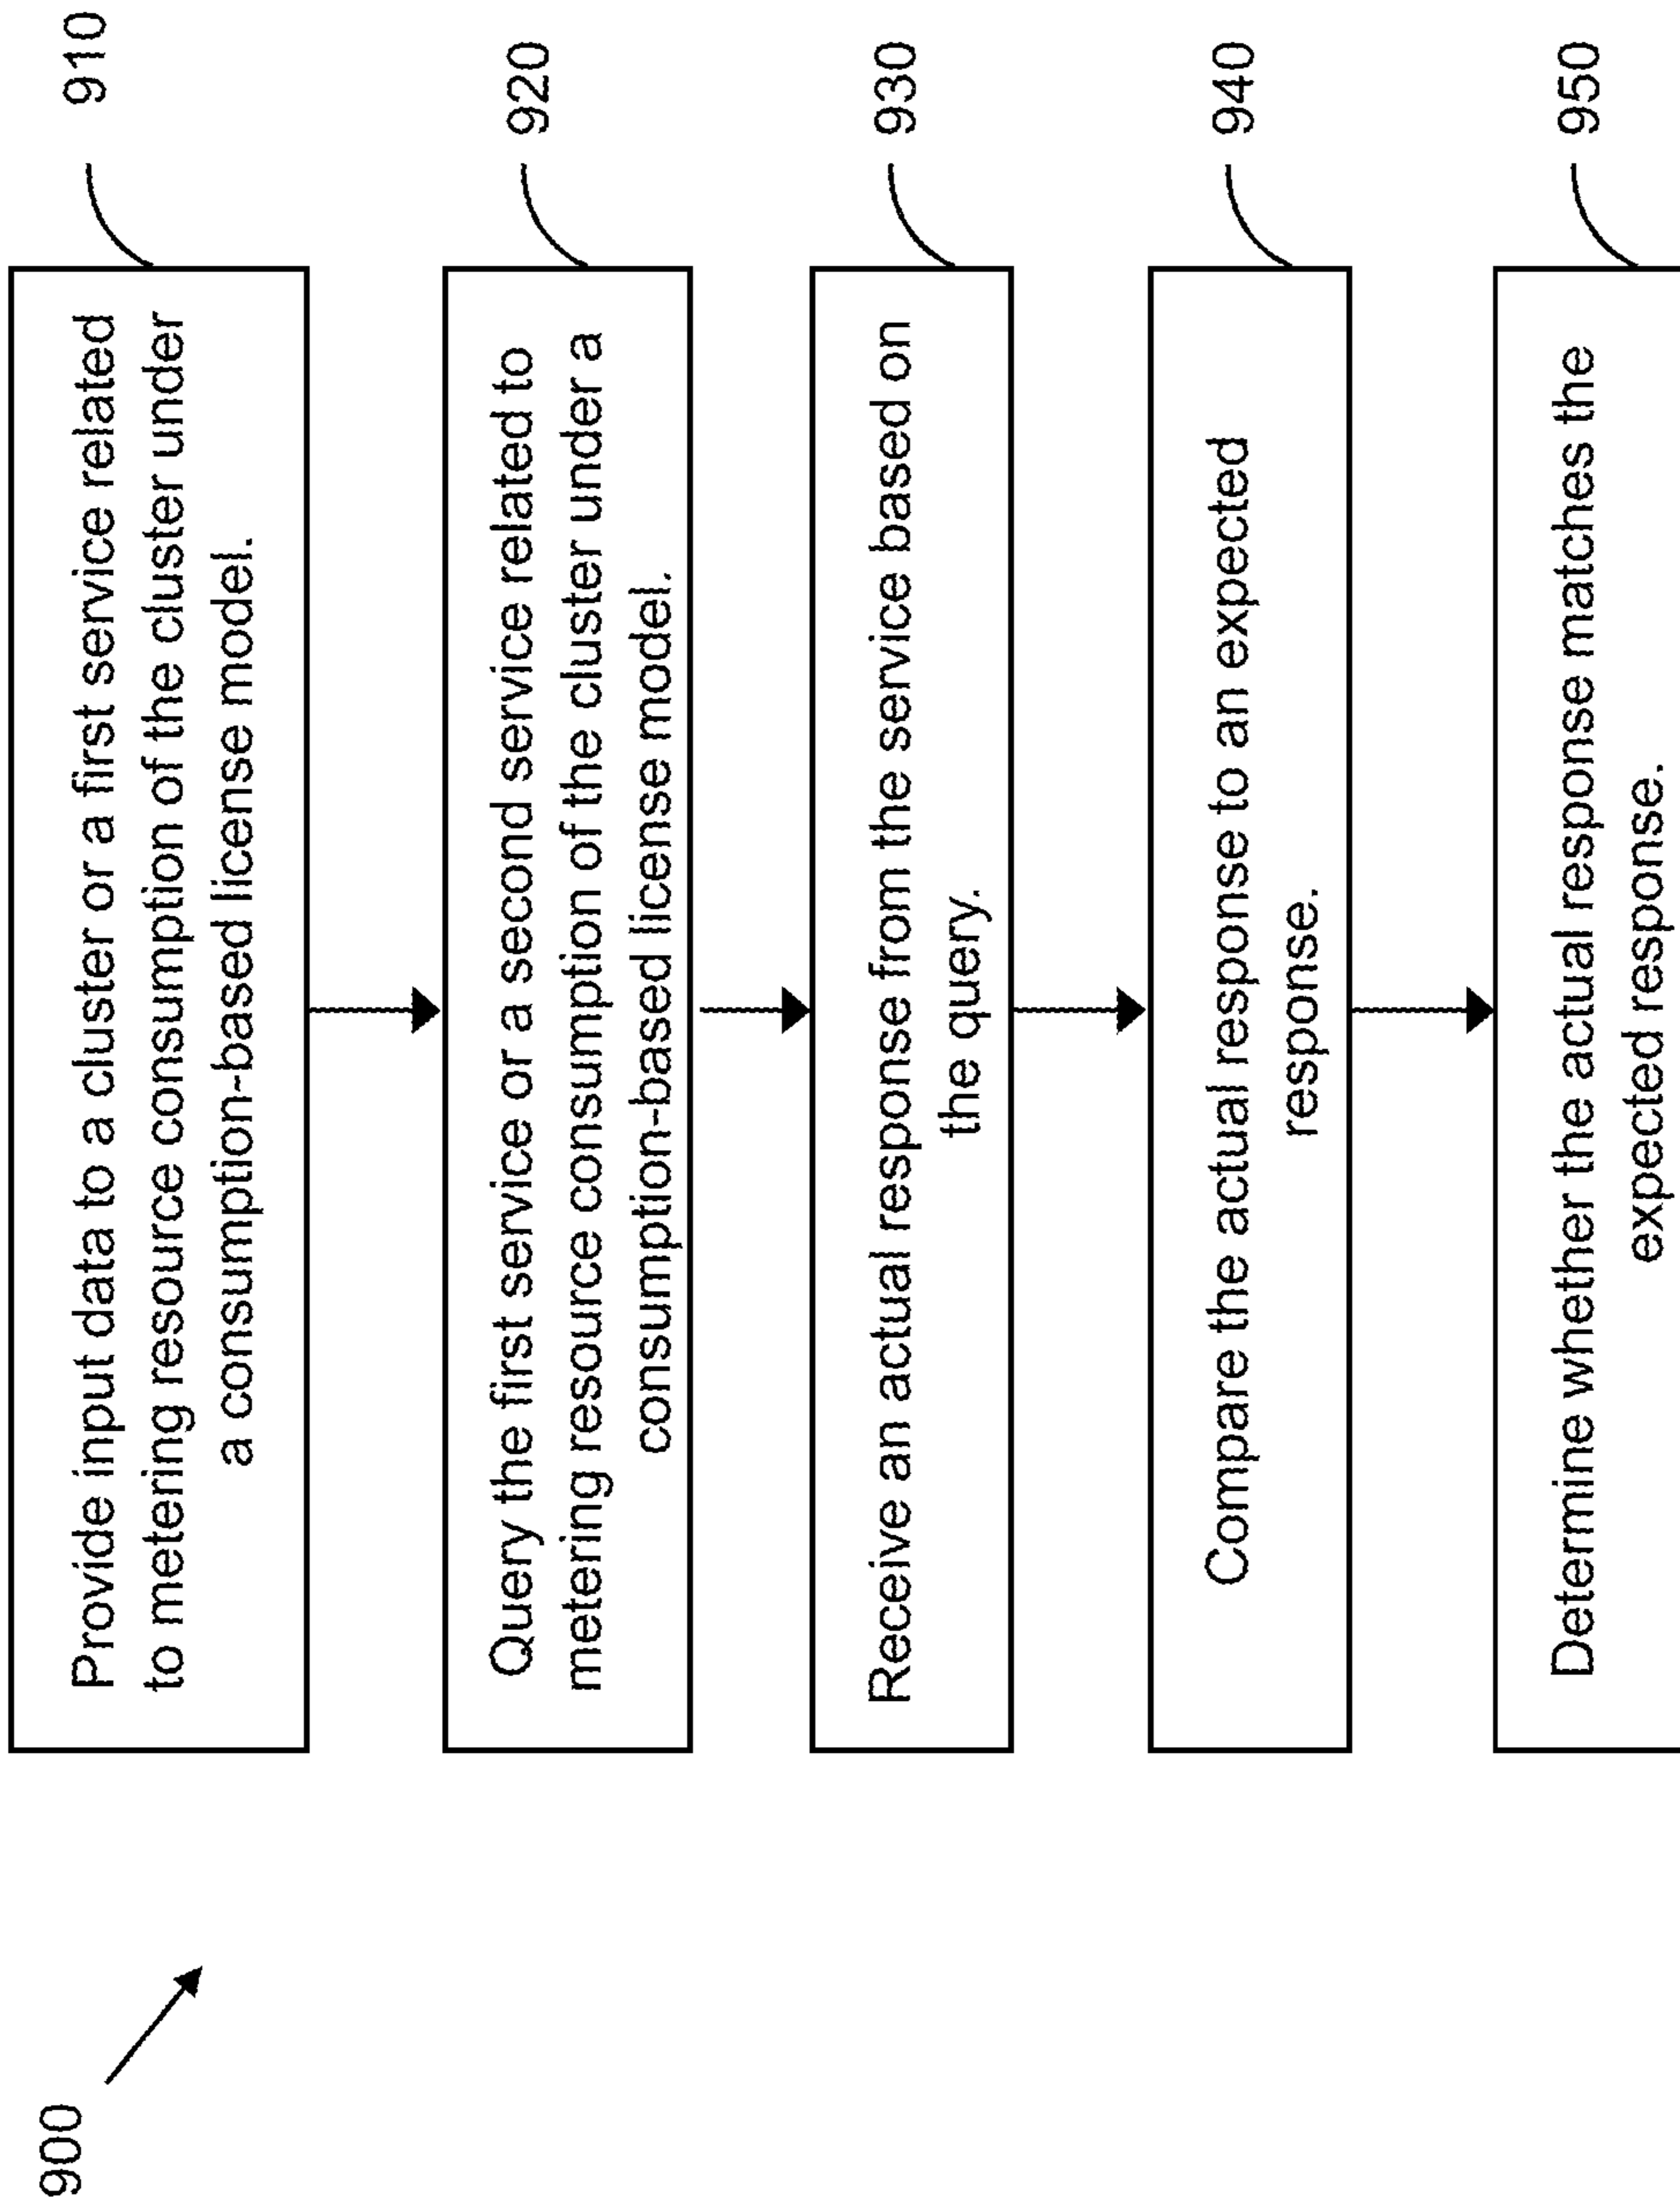 900
910
Provide input data to a cluster or a first service related
to metering resource consumption of the cluster under
a consumption-based license model.
920
Query the first service or a second service related to
metering resource consumption of the cluster under a
consumption-based license model.
930
Receive an actual response from the service based on
the query.
940
Compare the actual response to an expected
response.
950
Determine whether the actual response matches the
expected response.